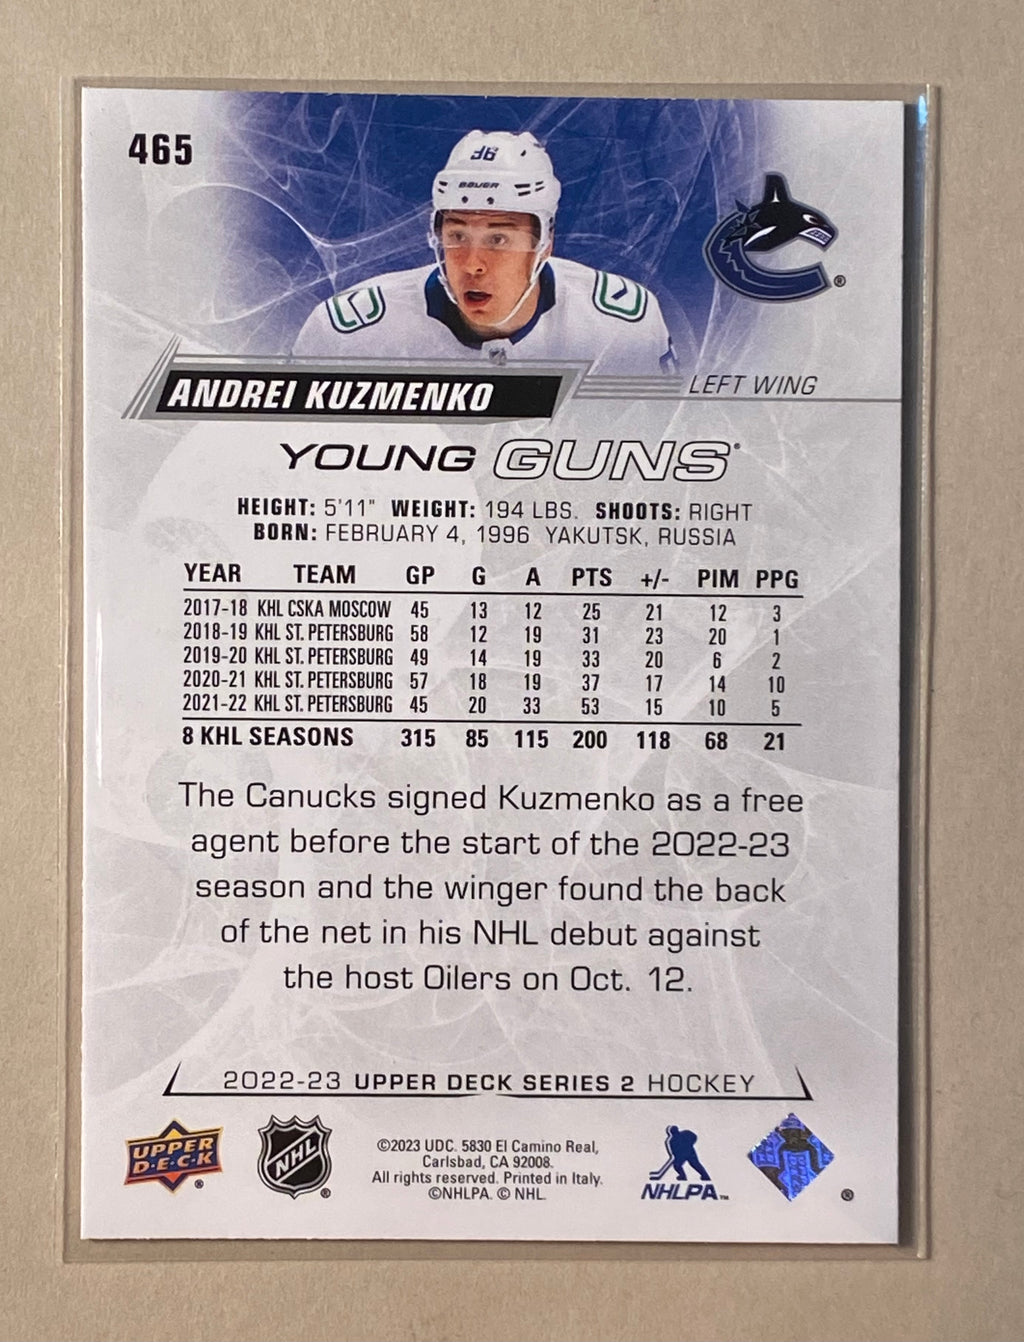 465
36
BAUER
ANDREI KUZMENKO
LEFT WING
YOUNG GUNS®
HEIGHT: 5'11" WEIGHT: 194 LBS. SHOOTS: RIGHT
BORN: FEBRUARY 4, 1996 YAKUTSK, RUSSIA
YEAR TEAM GP G A PTS +/- PIM PPG
2017-18 KHL CSKA MOSCOW 45 13 12 25 21 12 3
2018-19 KHL ST. PETERSBURG 58 12 19 31 23 20 1
2019-20 KHL ST. PETERSBURG 49 14 19 33 20 6 2
2020-21 KHL ST. PETERSBURG 57 18 19 37 17 14 10
2021-22 KHL ST. PETERSBURG 45 20 33 53 15 10 5
8 KHL SEASONS 315 85 115 200 118 68 21
The Canucks signed Kuzmenko as a free
agent before the start of the 2022-23
season and the winger found the back
of the net in his NHL debut against
the host Oilers on Oct. 12.
2022-23 UPPER DECK SERIES 2 HOCKEY
UPPER
D·E·C·K ®
NHL ®
©2023 UDC. 5830 El Camino Real,
Carlsbad, CA 92008.
All rights reserved. Printed in Italy.
©NHLPA. © NHL.
NHLPA™
®